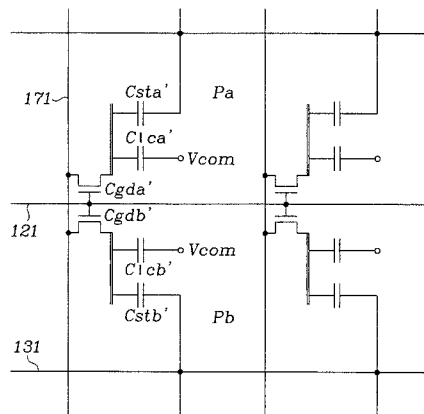 171
Csta'
Pa
Clca'
Vcom
Cgda'
121
Cgdb'
Vcom
Clcb'
Cstb'
Pb
131